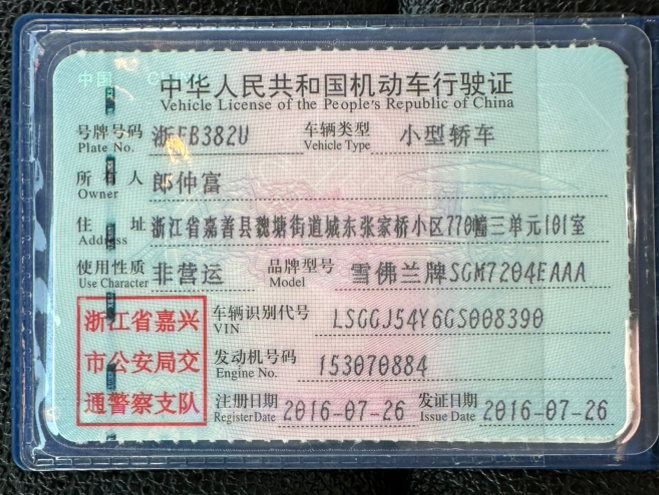 中国 CHINA
中华人民共和国机动车行驶证
Vehicle License of the People's Republic of China
号牌号码 浙FB382U 车辆类型 小型轿车
Plate No. Vehicle Type
所有人 郎仲富
Owner
住址 浙江省嘉善县魏塘街道城东张家桥小区770幢三单元101室
Address
使用性质 非营运 品牌型号 雪佛兰牌SGM7204EAAA
Use Character Model
浙江省嘉兴
市公安局交
通警察支队
车辆识别代号 LSGGJ54Y6GS008390
VIN
发动机号码 153070884
Engine No.
注册日期 2016-07-26 发证日期 2016-07-26
Register Date Issue Date